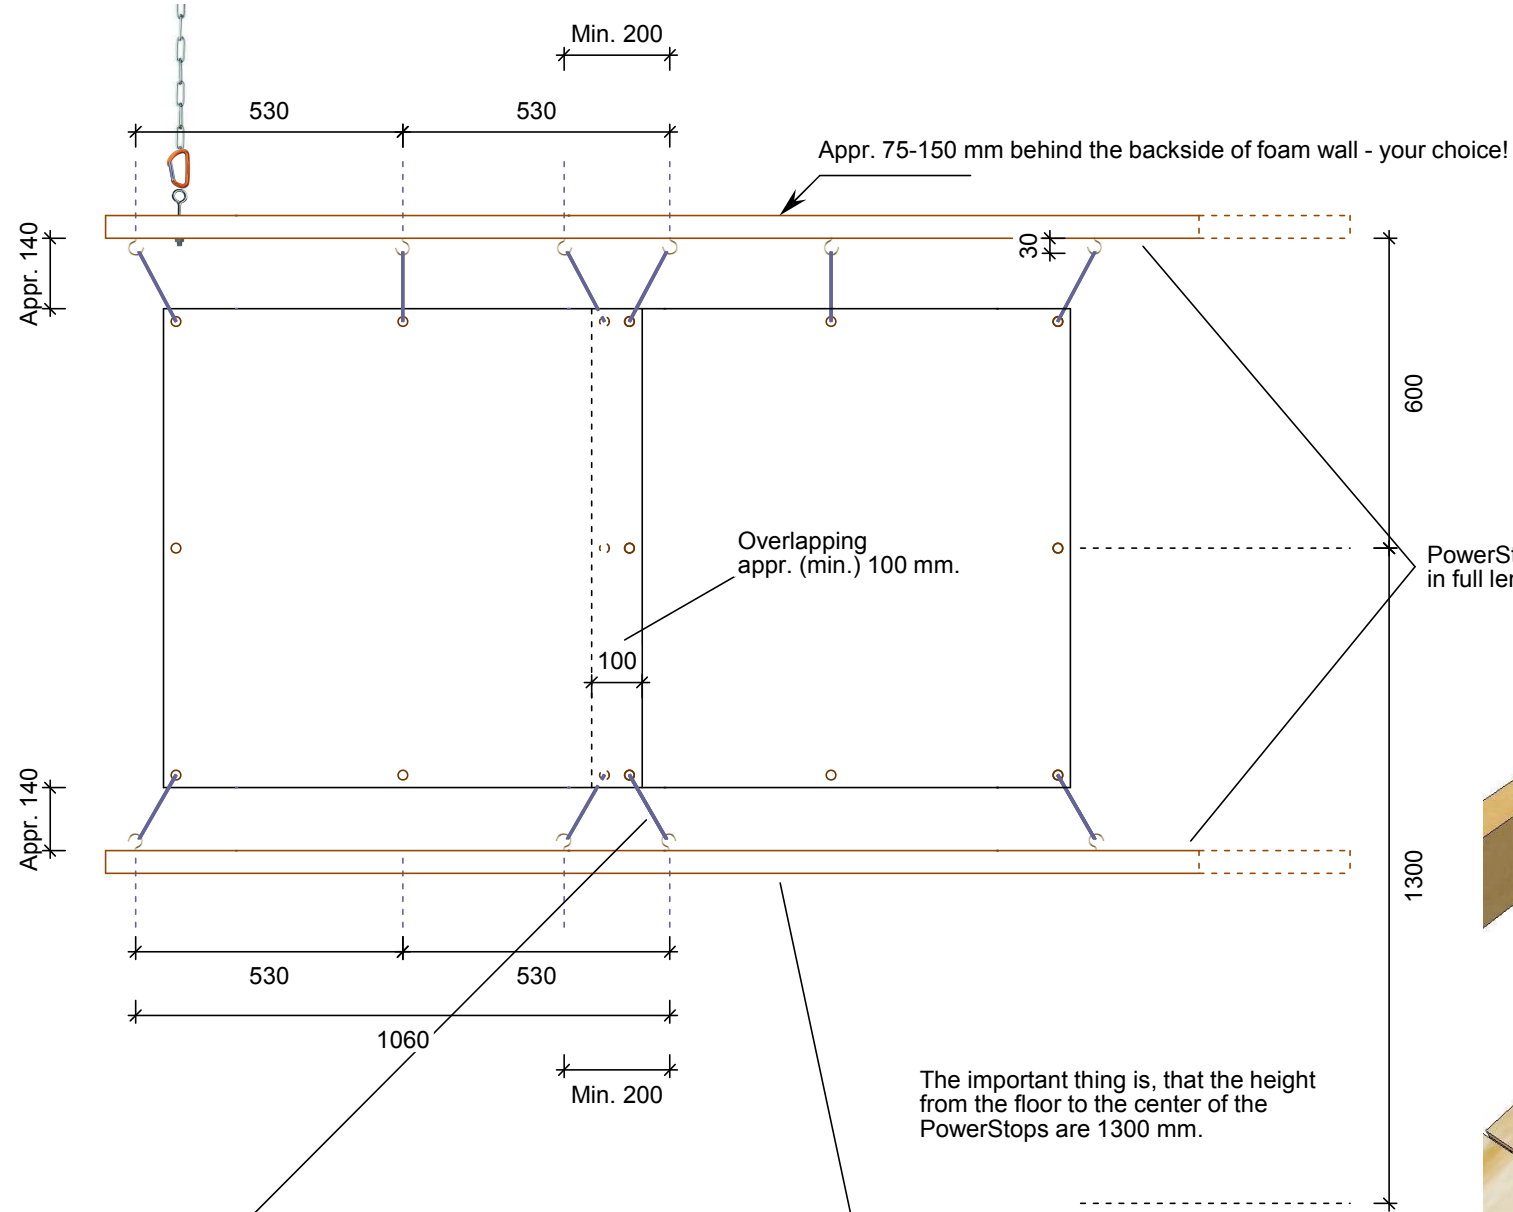 Min. 200
530
530
Appr. 75-150 mm behind the backside of foam wall - your choice!
Appr. 140
30
600
Overlapping
appr. (min.) 100 mm.
in full
100
Appr. 140
1300
530
530
1060
Min. 200
The important thing is, that the height
from the floor to the center of the
PowerStops are 1300 mm.